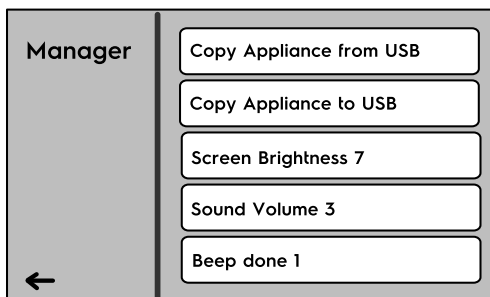 Manager
Copy Appliance from USB
Copy Appliance to USB
Screen Brightness 7
Sound Volume 3
Beep done 1